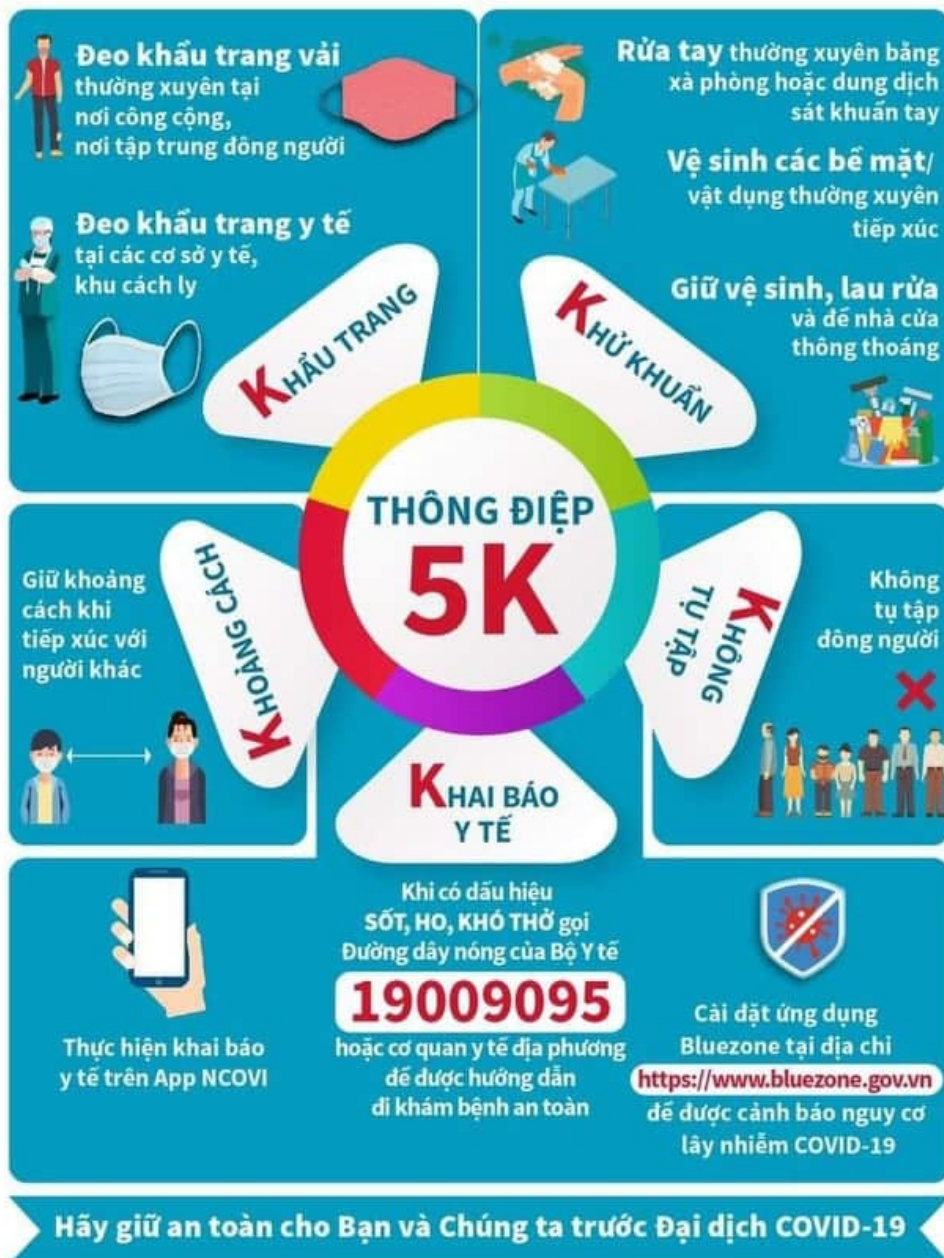 Đeo khẩu trang vải
thường xuyên tại
nơi công cộng,
nơi tập trung đông người
Đeo khẩu trang y tế
tại các cơ sở y tế,
khu cách ly
KHẨU TRANG
Rửa tay thường xuyên bằng
xà phòng hoặc dung dịch
sát khuẩn tay
Vệ sinh các bề mặt/
vật dụng thường xuyên
tiếp xúc
Giữ vệ sinh, lau rửa
và để nhà cửa
thông thoáng
KHỬ KHUẨN
THÔNG ĐIỆP
5K
Giữ khoảng
cách khi
tiếp xúc với
người khác
KHOẢNG CÁCH
KHÔNG
TỤ TẬP
Không
tụ tập
đông người
KHAI BÁO
Y TẾ
Thực hiện khai báo
y tế trên App NCOVI
Khi có dấu hiệu
SỐT, HO, KHÓ THỞ gọi
Đường dây nóng của Bộ Y tế
19009095
hoặc cơ quan y tế địa phương
để được hướng dẫn
đi khám bệnh an toàn
Cài đặt ứng dụng
Bluezone tại địa chỉ
https://www.bluezone.gov.vn
để được cảnh báo nguy cơ
lây nhiễm COVID-19
Hãy giữ an toàn cho Bạn và Chúng ta trước Đại dịch COVID-19